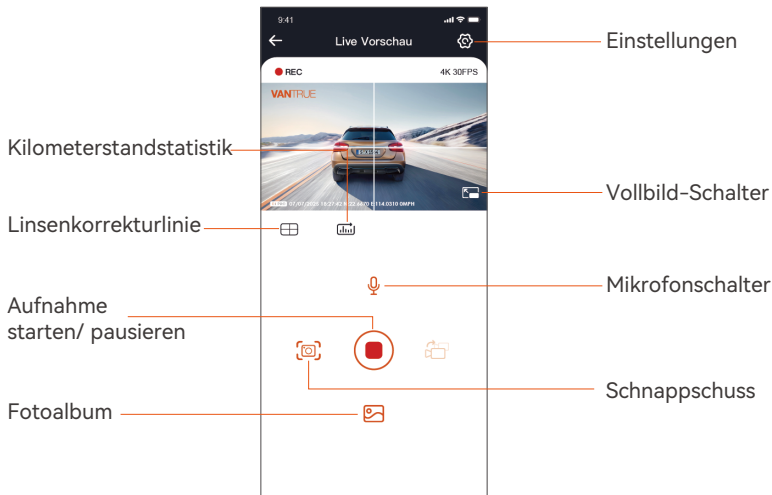 9:41
Live Vorschau
Einstellungen
REC
4K 30FPS
VANTRUE
Kilometerstandstatistik
Vollbild-Schalter
Linsenkorrekturlinie
Mikrofonschalter
Aufnahme
starten/ pausieren
Schnappschuss
Fotoalbum